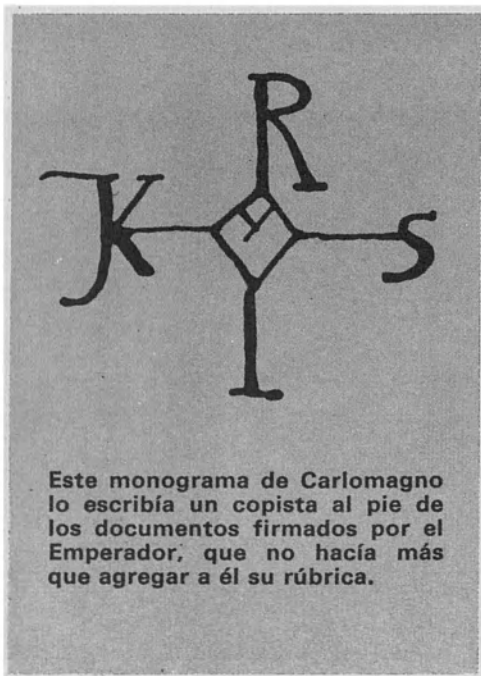 R
K S
L
Este monograma de Carlomagno
lo escribía un copista al pie de
los documentos firmados por el
Emperador, que no hacía más
que agregar a él su rúbrica.